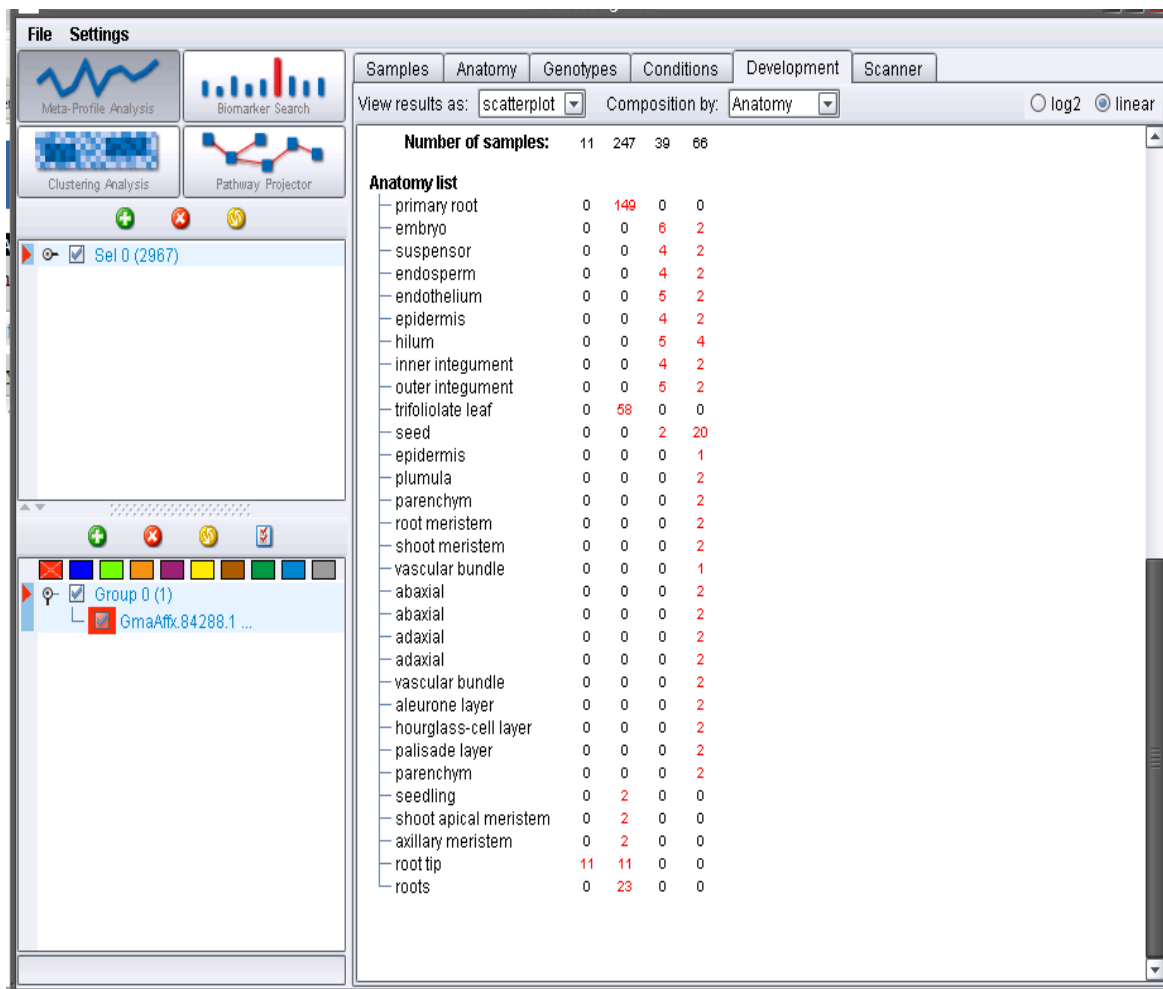 File Settings
Meta-Profile Analysis Biomarker Search
Clustering Analysis Pathway Projector
Sel 0 (2967)
Group 0 (1)
GmaAffx.84288.1 ...
Samples Anatomy Genotypes Conditions Development Scanner
View results as: scatterplot Composition by: Anatomy log2 linear
Number of samples: 11 247 39 66
Anatomy list
primary root 0 149 0 0
embryo 0 0 6 2
suspensor 0 0 4 2
endosperm 0 0 4 2
endothelium 0 0 5 2
epidermis 0 0 4 2
hilum 0 0 5 4
inner integument 0 0 4 2
outer integument 0 0 5 2
trifoliolate leaf 0 58 0 0
seed 0 0 2 20
epidermis 0 0 0 1
plumula 0 0 0 2
parenchym 0 0 0 2
root meristem 0 0 0 2
shoot meristem 0 0 0 2
vascular bundle 0 0 0 1
abaxial 0 0 0 2
abaxial 0 0 0 2
adaxial 0 0 0 2
adaxial 0 0 0 2
vascular bundle 0 0 0 2
aleurone layer 0 0 0 2
hourglass-cell layer 0 0 0 2
palisade layer 0 0 0 2
parenchym 0 0 0 2
seedling 0 2 0 0
shoot apical meristem 0 2 0 0
axillary meristem 0 2 0 0
root tip 11 11 0 0
roots 0 23 0 0